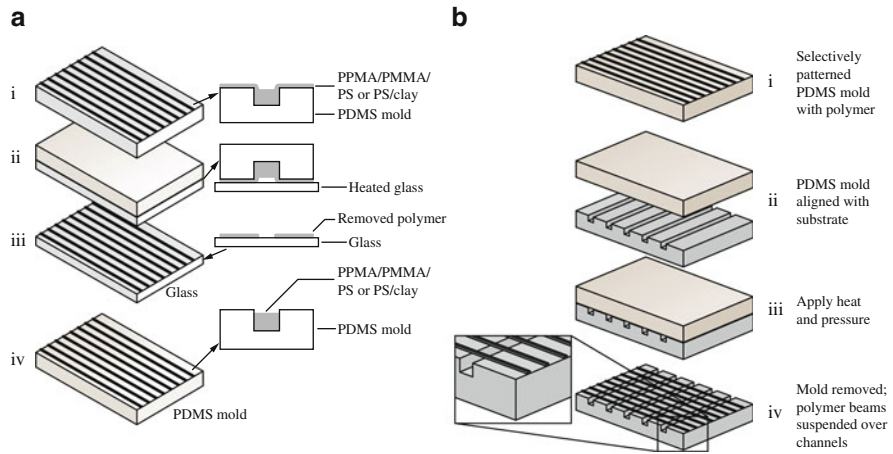 a
i
PPMA/PMMA/
PS or PS/clay
PDMS mold
ii
Heated glass
Removed polymer
iii
Glass
Glass
PPMA/PMMA/
PS or PS/clay
PDMS mold
iv
PDMS mold
b
i
Selectively
patterned
PDMS mold
with polymer
ii
PDMS mold
aligned with
substrate
iii
Apply heat
and pressure
iv
Mold removed;
polymer beams
suspended over
channels